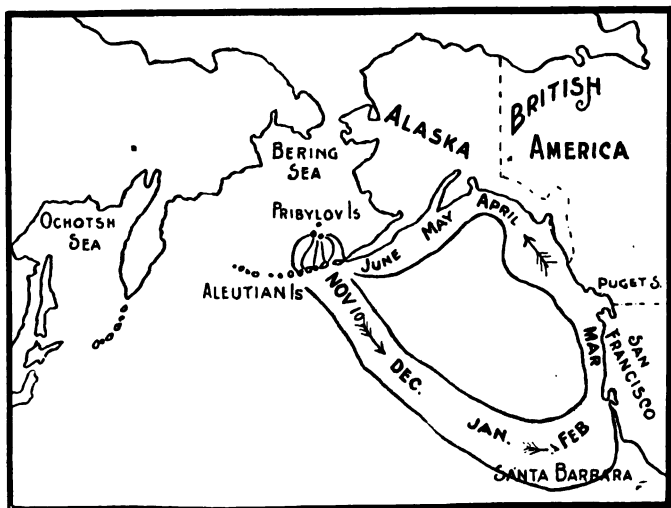 BRITISH
AMERICA
ALASKA
BERING
SEA
OCHOTSH
SEA
PRIBYLOV IS
ALEUTIAN IS
JUNE
MAY
APRIL
PUGET S.
NOV 10
DEC.
JAN.
FEB
MAR
SAN
FRANCISCO
SANTA BARBARA